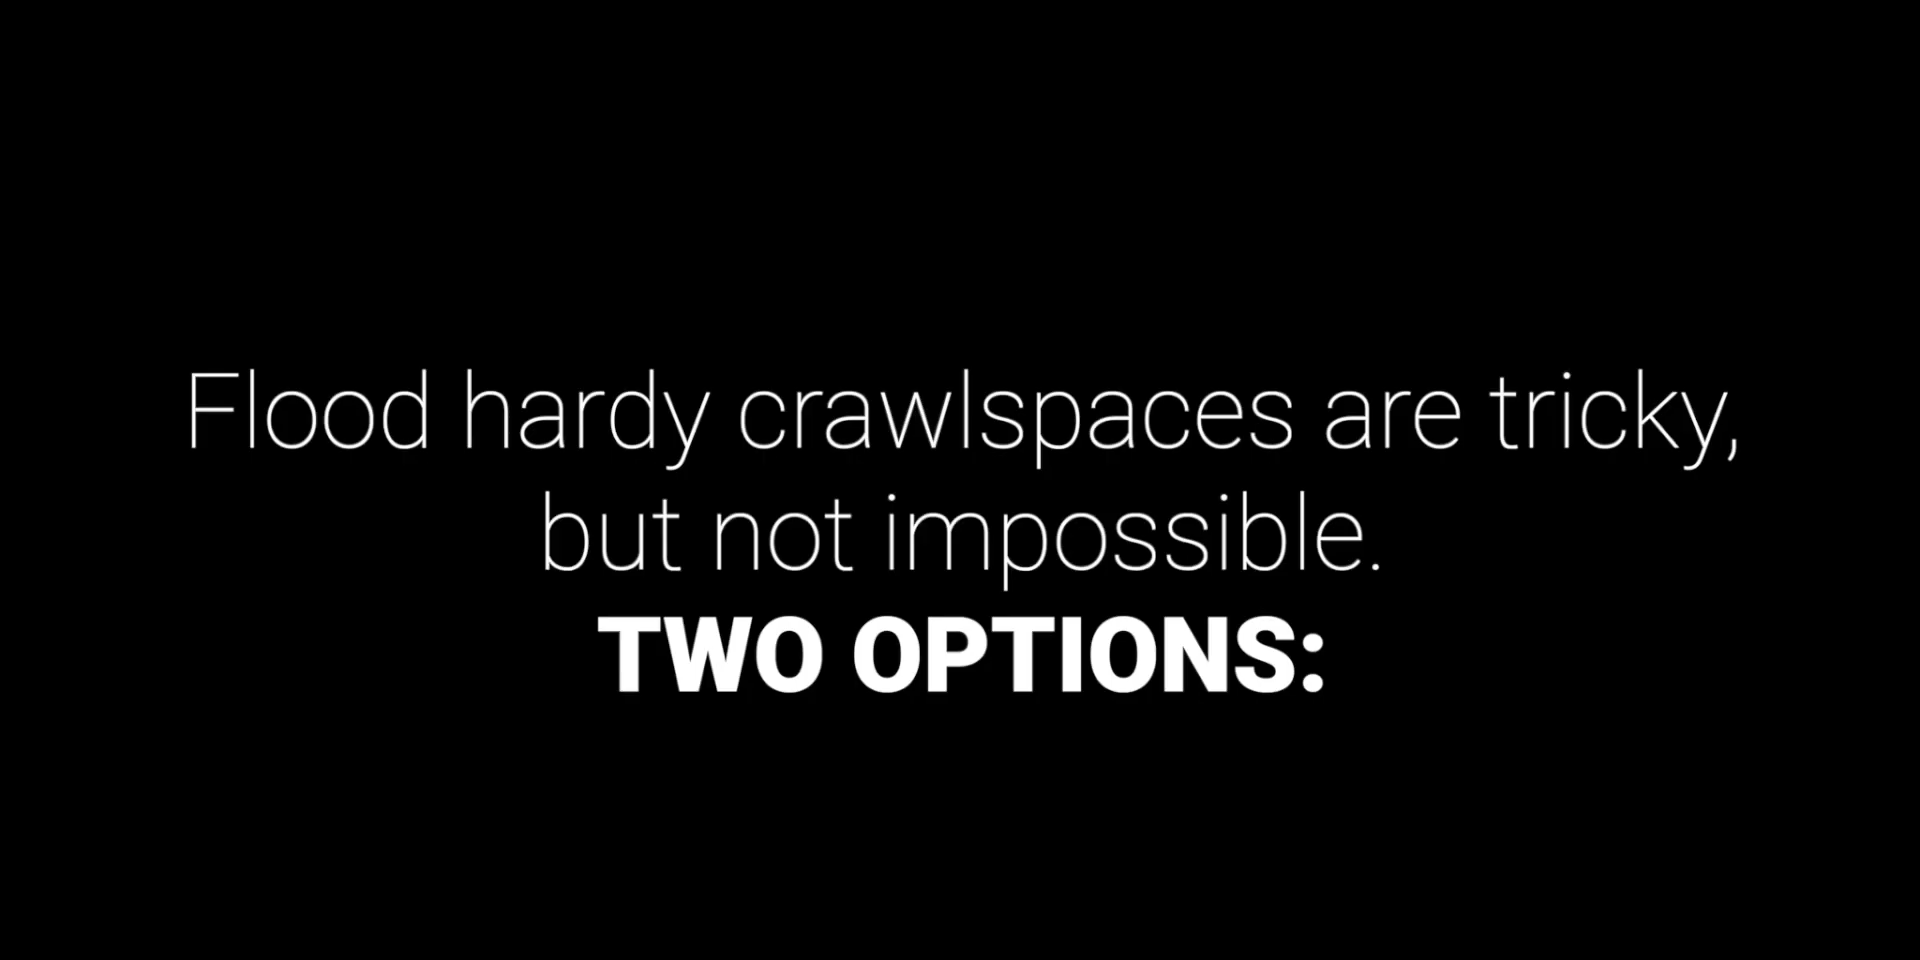 Flood hardy crawlspaces are tricky,
but not impossible.
TWO OPTIONS: